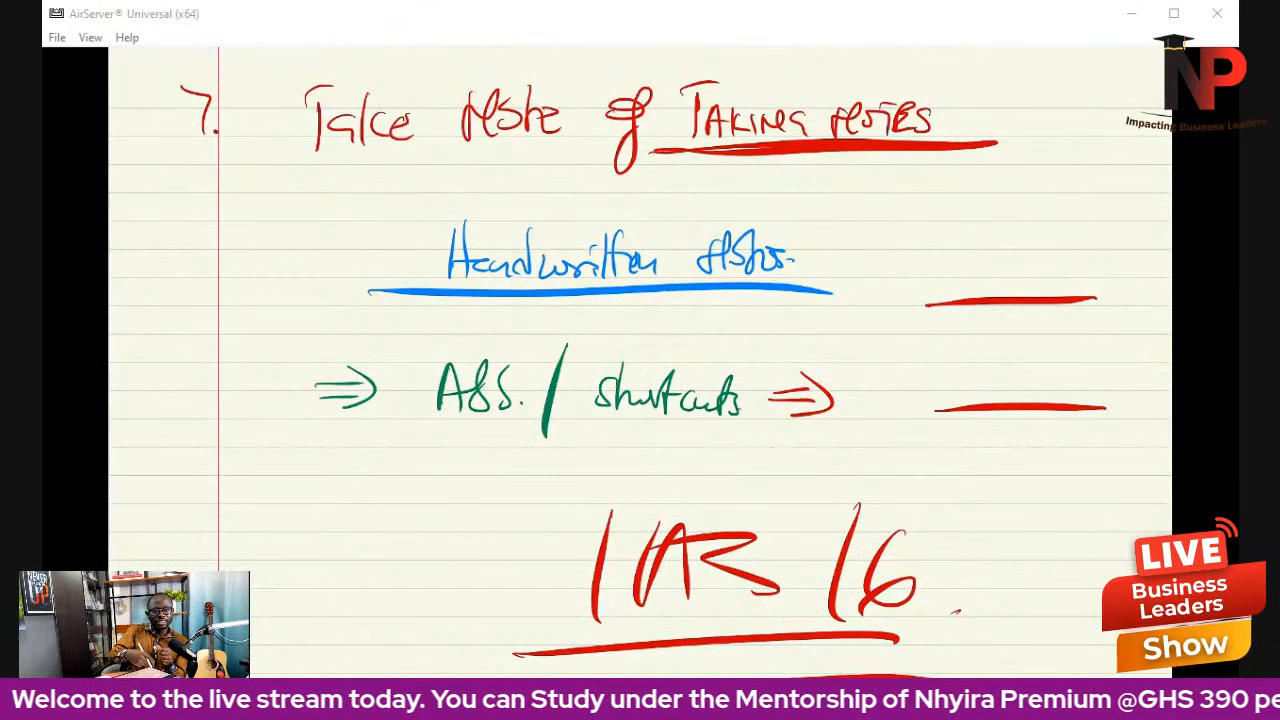 AirServer® Universal (x64)
File View Help
NP
Impacting Business Leaders
7. Take Note of TAKING NOTES
Handwritten Notes.
⇒ Abb. / Shortcuts ⇒
IAS 16
LIVE
Business
Leaders
Show
Welcome to the live stream today. You can Study under the Mentorship of Nhyira Premium @GHS 390 pe